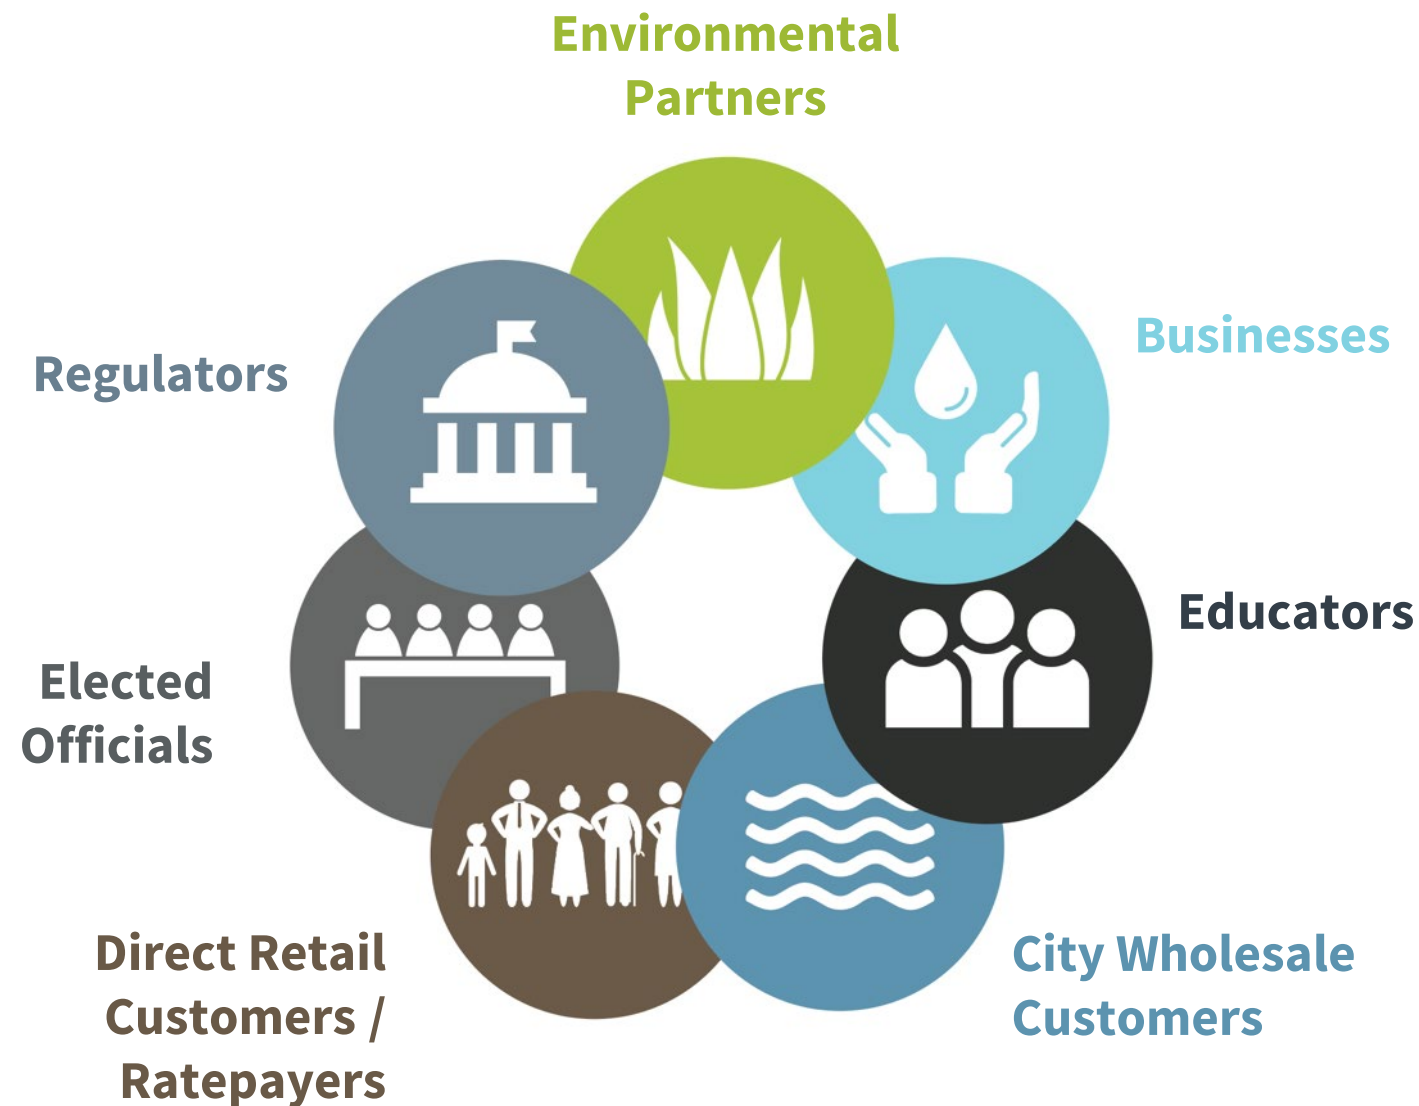 Environmental
Partners
Businesses
Regulators
Educators
Elected
Officials
Direct Retail
Customers /
Ratepayers
City Wholesale
Customers